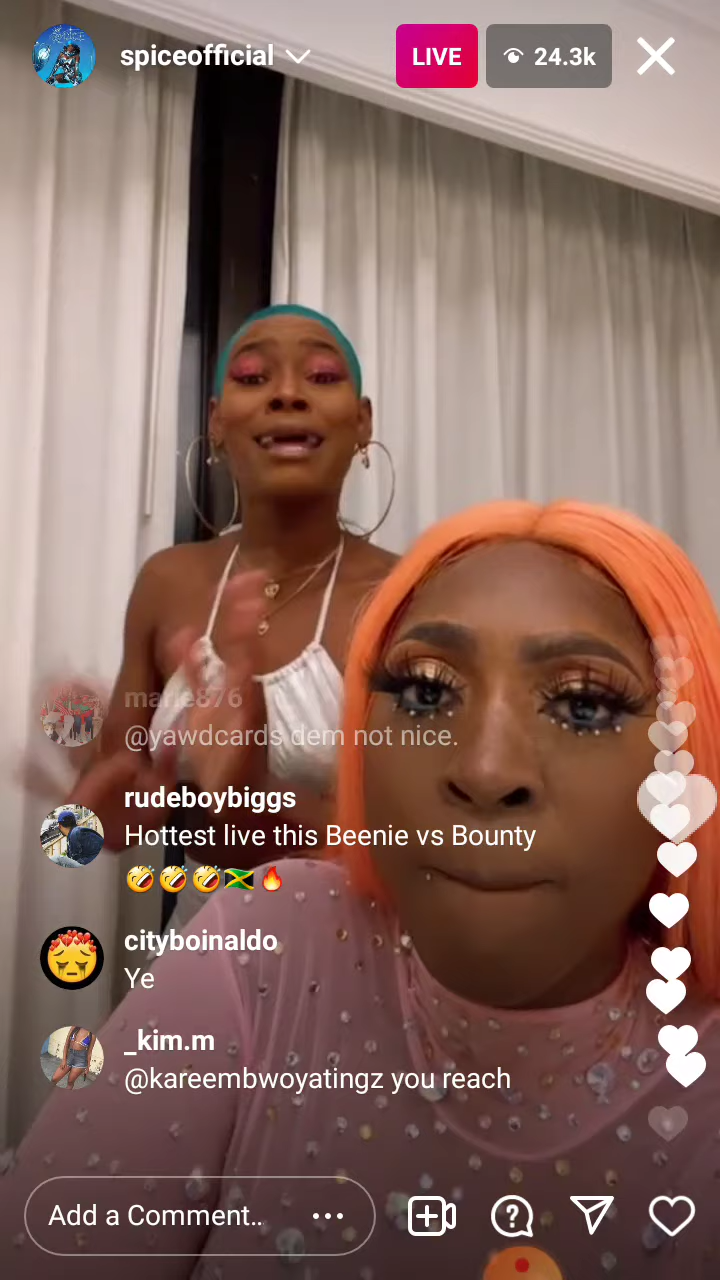 spiceofficial
LIVE
24.3k
marie876
@yawdcards dem not nice.
rudeboybiggs
Hottest live this Beenie vs Bounty
🤣🤣🤣🇯🇲🔥
cityboinaldo
Ye
_kim.m
@kareembwoyatingz you reach
Add a Comment..